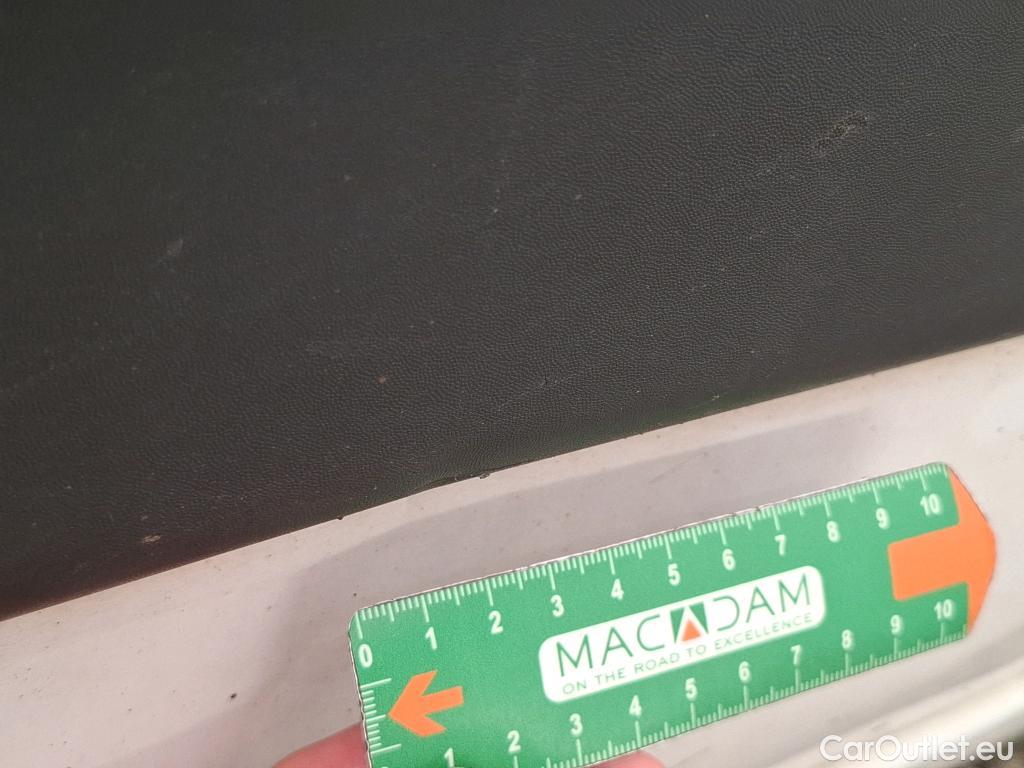 0 1 2 3 4 5 6 7 8 9 10
MACADAM
ON THE ROAD TO EXCELLENCE
1 2 3 4 5 6 7 8 9 10
CarOutlet.eu